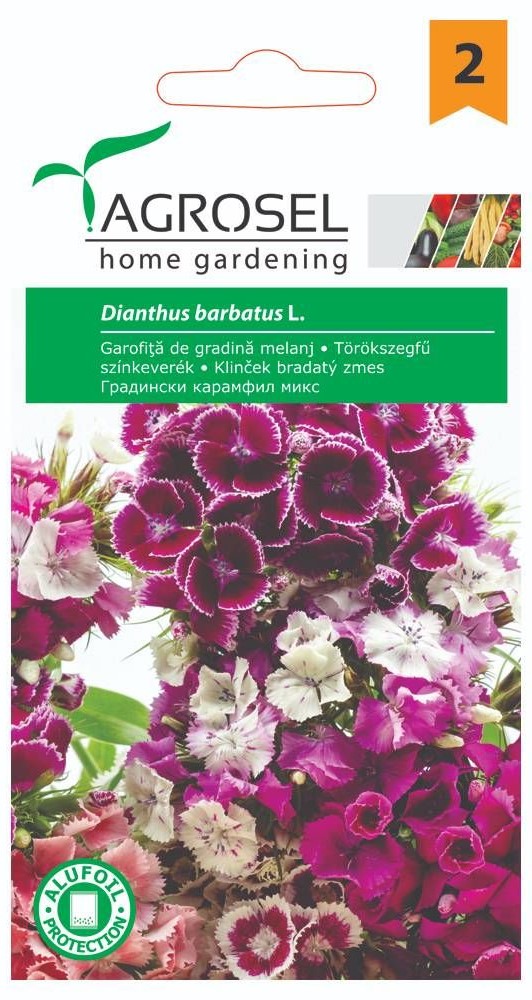 2
AGROSEL
home gardening
Dianthus barbatus L.
Garofiță de gradină melanj • Törökszegfű
színkeverék • Klinček bradatý zmes
Градински карамфил микс
ALUFOIL
PROTECTION